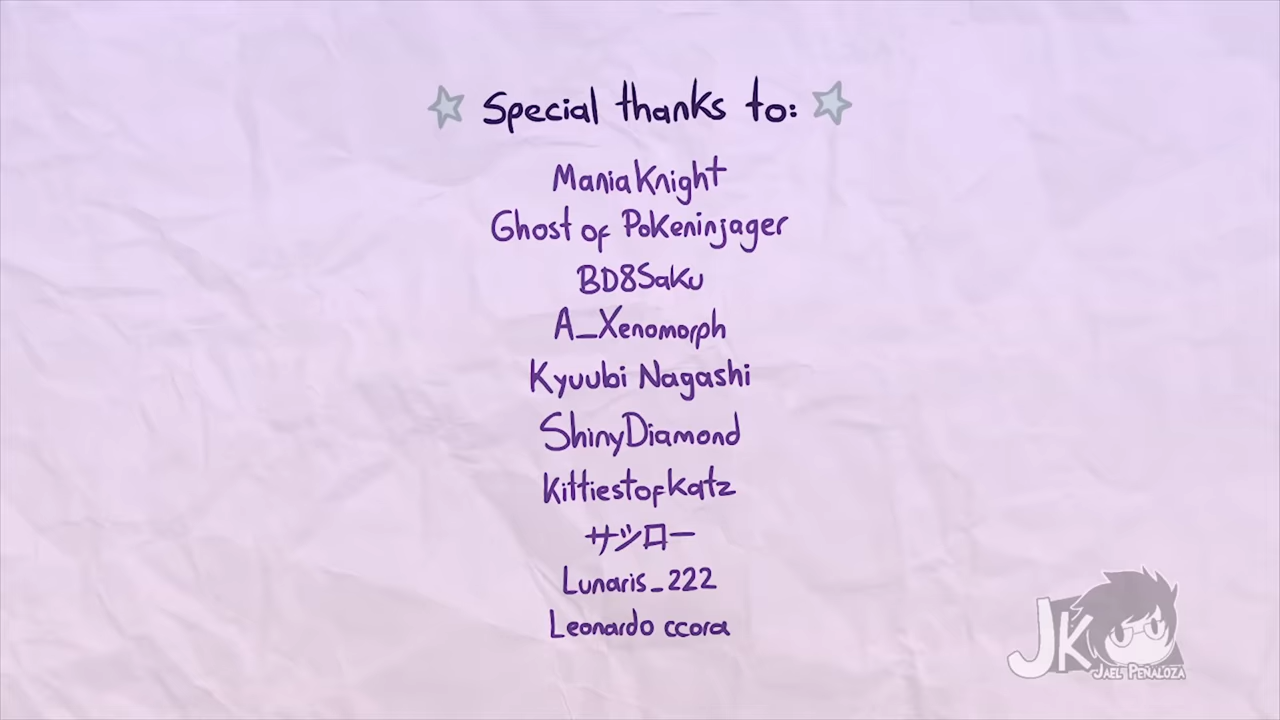 Special thanks to:
ManiaKnight
Ghost of Pokeninjager
BD8Saku
A_Xenomorph
Kyuubi Nagashi
ShinyDiamond
Kittiestofkatz
サシロー
Lunaris_222
Leonardo ccora
JK
JAEL PEÑALOZA